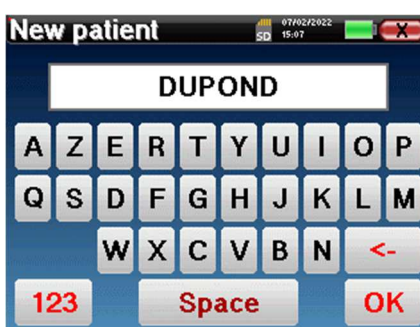 New patient SD 07/02/2022 15:07 X
DUPOND
A Z E R T Y U I O P
Q S D F G H J K L M
W X C V B N <-
123 Space OK